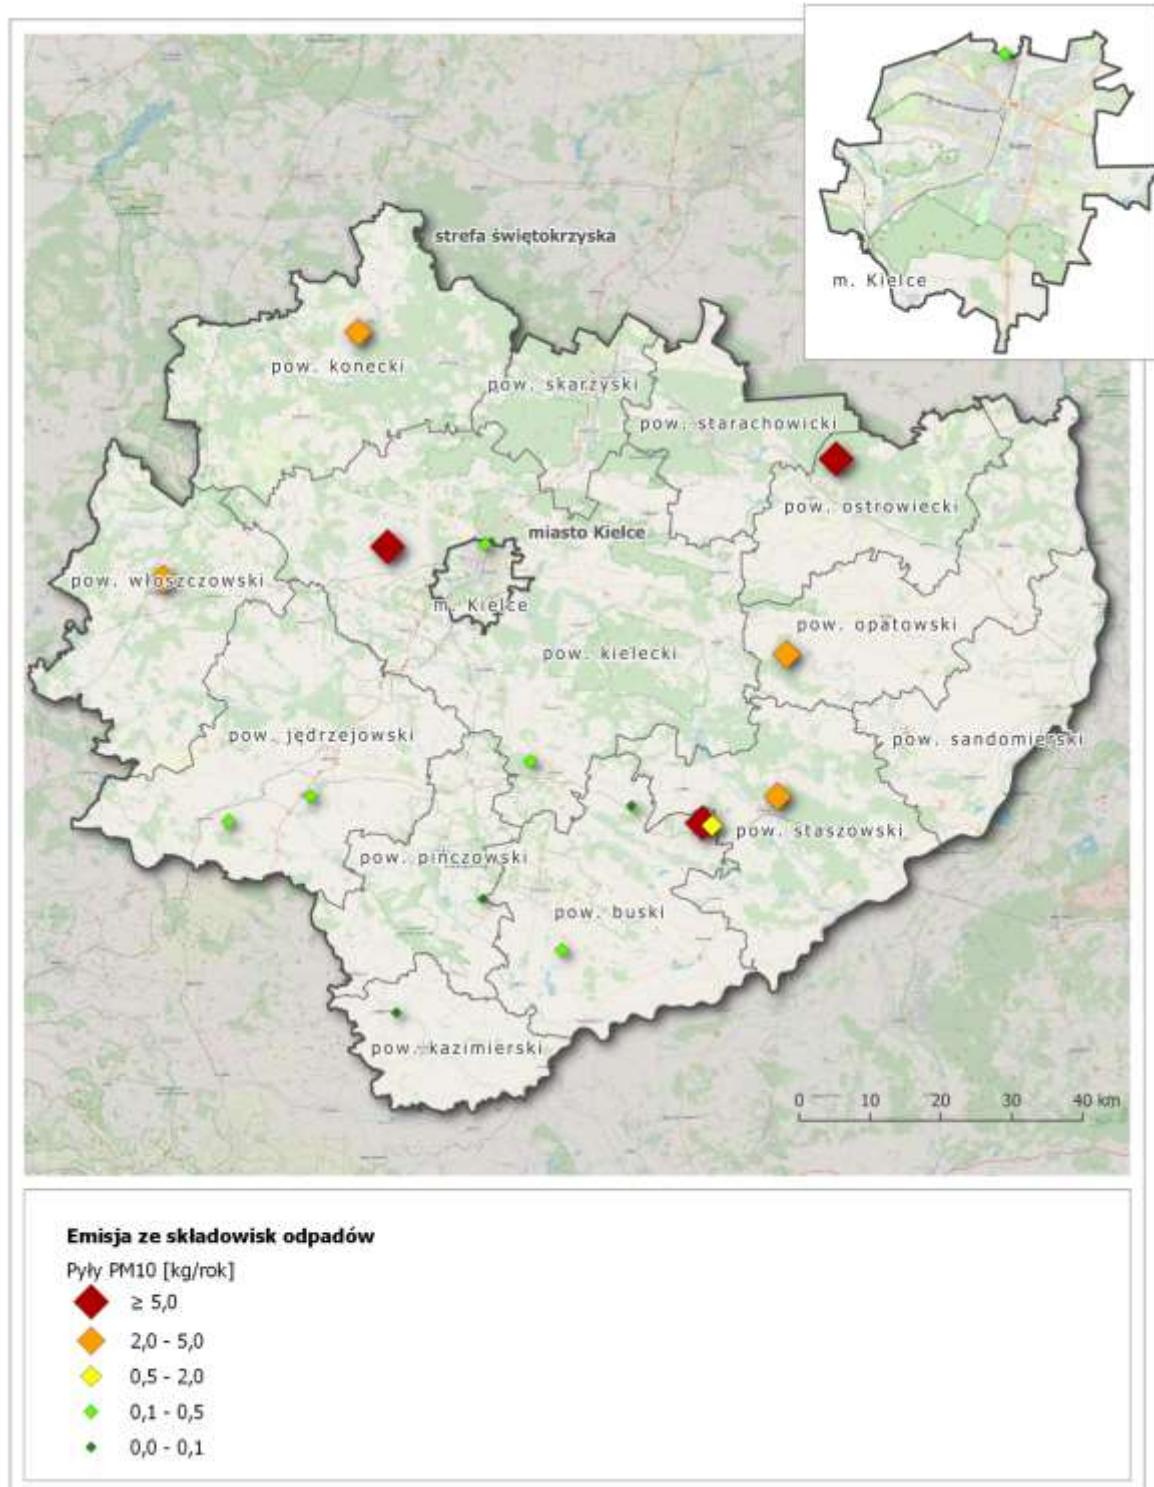 strefa świętokrzyska
m. Kielce
pow. konecki
pow. skarżyski
pow. starachowicki
pow. ostrowiecki
miasto Kielce
pow. włoszczowski
m. Kielce
pow. opatowski
pow. kielecki
pow. jędrzejowski
pow. sandomierski
pow. staszowski
pow. pińczowski
pow. buski
pow. kazimierski
0 10 20 30 40 km
Emisja ze składowisk odpadów
Pyły PM10 [kg/rok]
≥ 5,0
2,0 - 5,0
0,5 - 2,0
0,1 - 0,5
0,0 - 0,1